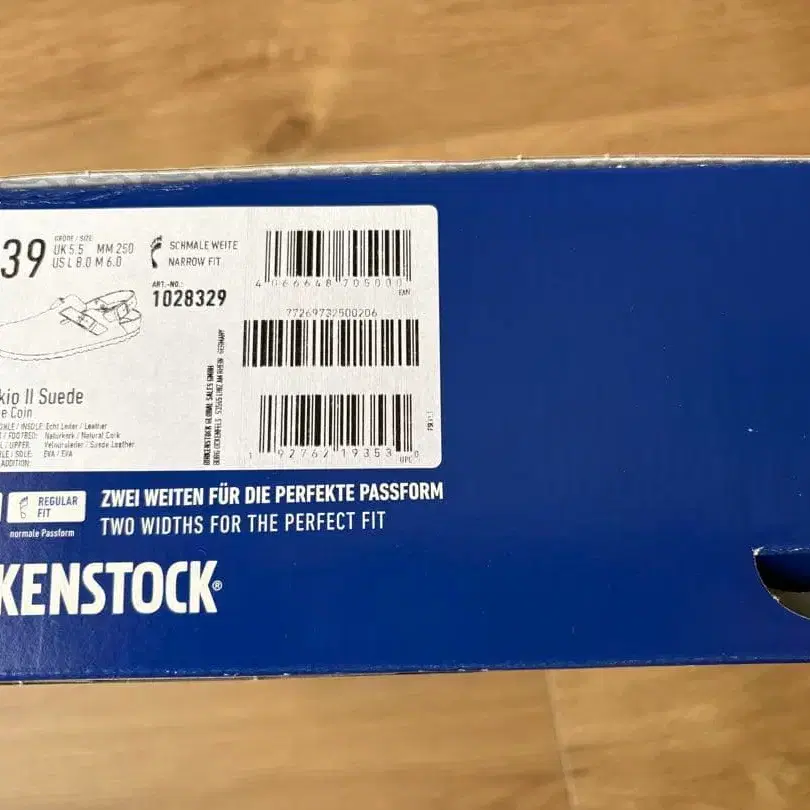 39
GRÖßE / SIZE
UK 5.5 MM 250
US L 8.0 M 6.0
SCHMALE WEITE
NARROW FIT
ART.-NO.:
1028329
4 066648 705000
EAN
77269732500206
BIRKENSTOCK GLOBAL SALES GMBH
BURG OCKENFELS 53545 LINZ AM RHEIN GERMANY
kio II Suede
e Coin
OHLE / INSOLE: Echt Leder / Leather
/ FOOTBED: Naturkork / Natural Cork
L / UPPER: Veloursleder / Suede Leather
LE / SOLE: EVA / EVA
ADDITION:
1 92762 19353 0
UPC
REGULAR
FIT
normale Passform
ZWEI WEITEN FÜR DIE PERFEKTE PASSFORM
TWO WIDTHS FOR THE PERFECT FIT
KENSTOCK®